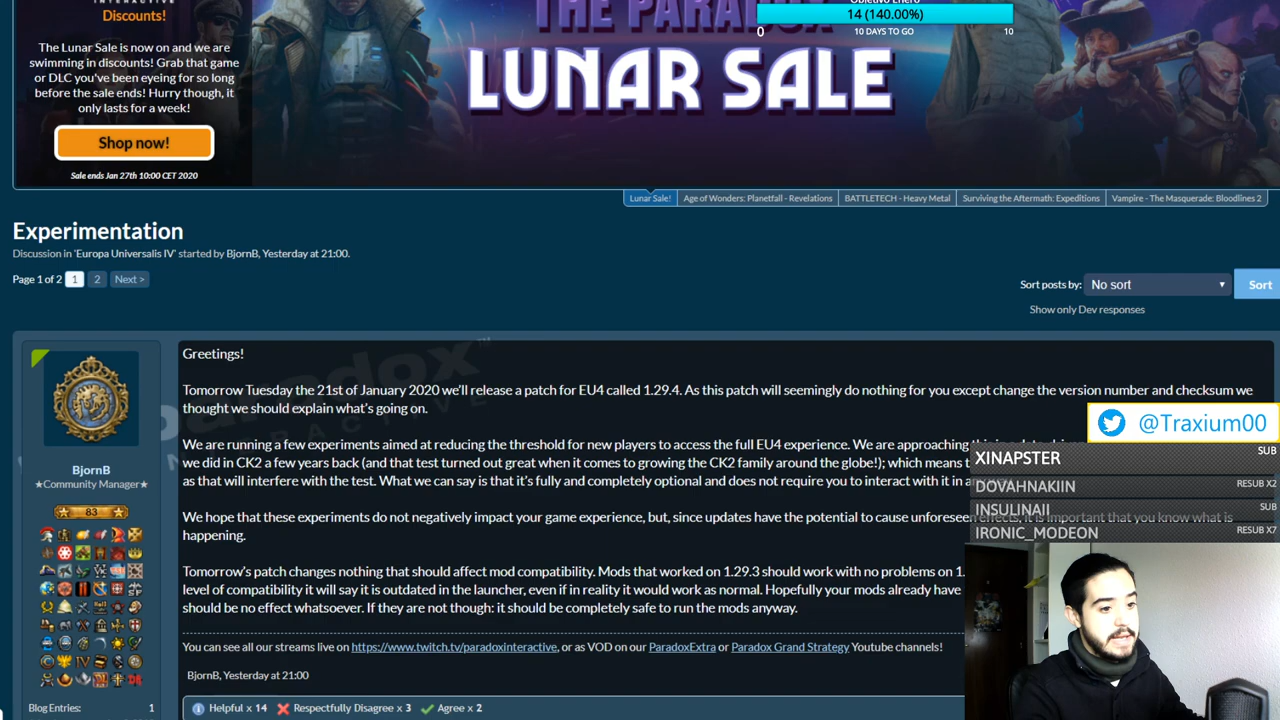 INTERACTIVE
Discounts!
The Lunar Sale is now on and we are
swimming in discounts! Grab that game
or DLC you've been eyeing for so long
before the sale ends! Hurry though, it
only lasts for a week!
Shop now!
Sale ends Jan 27th 10:00 CET 2020
THE PARADOX
LUNAR SALE
Objetivo Enero
14 (140.00%)
0
10 DAYS TO GO
10
Lunar Sale!
Age of Wonders: Planetfall - Revelations
BATTLETECH - Heavy Metal
Surviving the Aftermath: Expeditions
Vampire - The Masquerade: Bloodlines 2
Experimentation
Discussion in 'Europa Universalis IV' started by BjornB, Yesterday at 21:00.
Page 1 of 2 1 2 Next >
Sort posts by: No sort Sort
Show only Dev responses
BjornB
★Community Manager★
83
Blog Entries: 1
Greetings!
Tomorrow Tuesday the 21st of January 2020 we'll release a patch for EU4 called 1.29.4. As this patch will seemingly do nothing for you except change the version number and checksum we
thought we should explain what's going on.
We are running a few experiments aimed at reducing the threshold for new players to access the full EU4 experience. We are approaching
we did in CK2 a few years back (and that test turned out great when it comes to growing the CK2 family around the globe!); which means
as that will interfere with the test. What we can say is that it's fully and completely optional and does not require you to interact with it in
We hope that these experiments do not negatively impact your game experience, but, since updates have the potential to cause unforeseen effects, it is important that you know what is
happening.
Tomorrow's patch changes nothing that should affect mod compatibility. Mods that worked on 1.29.3 should work with no problems on 1.
level of compatibility it will say it is outdated in the launcher, even if in reality it would work as normal. Hopefully your mods already have
should be no effect whatsoever. If they are not though: it should be completely safe to run the mods anyway.
You can see all our streams live on https://www.twitch.tv/paradoxinteractive, or as VOD on our ParadoxExtra or Paradox Grand Strategy Youtube channels!
BjornB, Yesterday at 21:00
Helpful x 14 Respectfully Disagree x 3 Agree x 2
@Traxium00
XINAPSTER SUB
DOVAHNAKIIN RESUB X2
INSULINAII SUB
IRONIC_MODEON RESUB X7